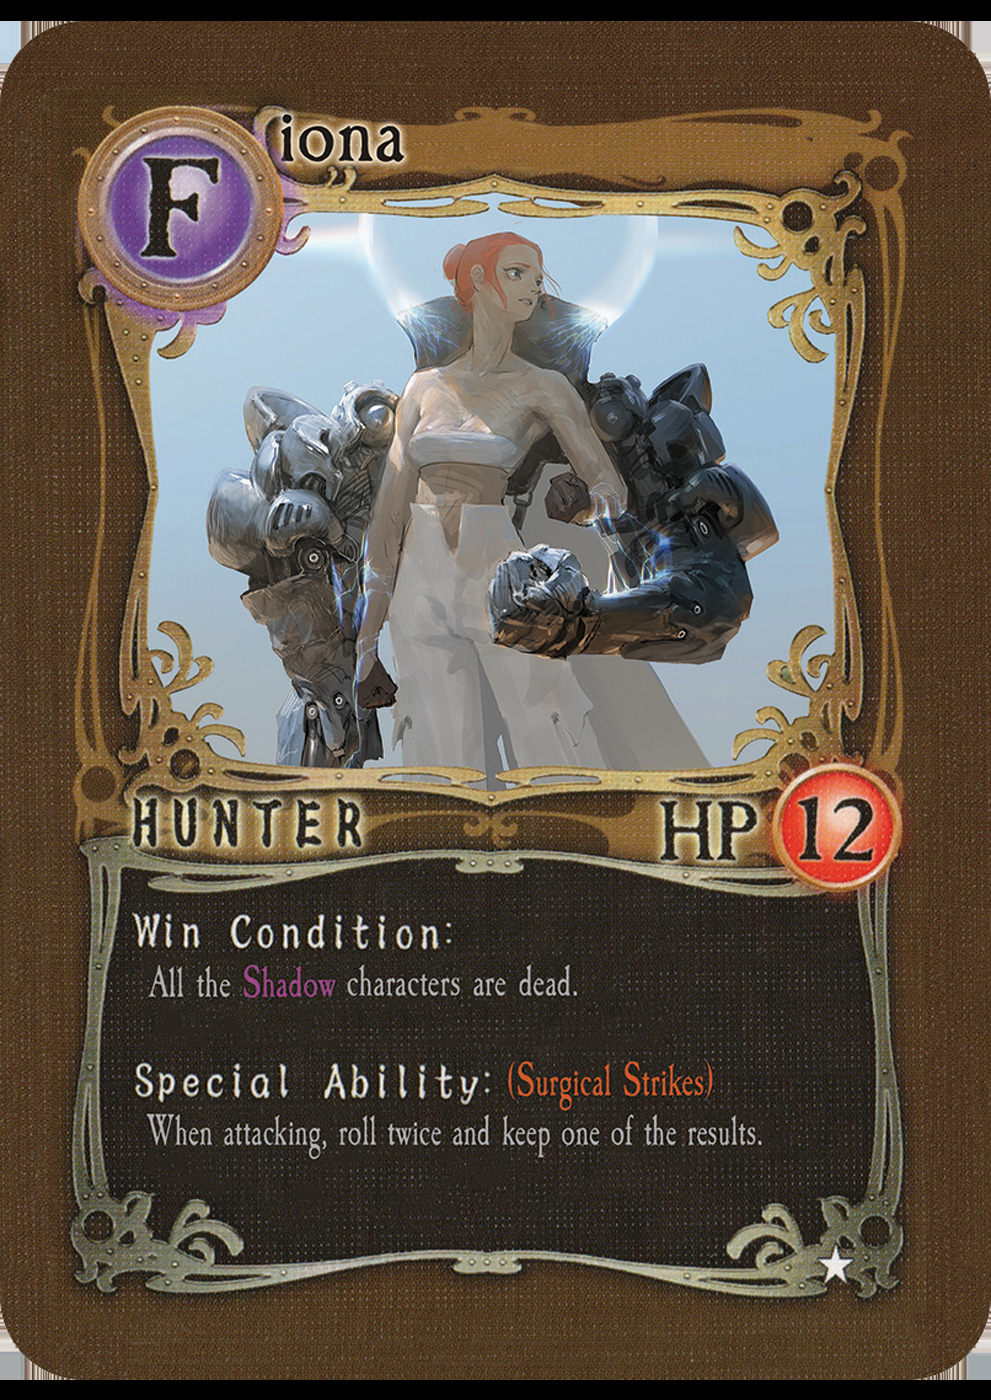 Fiona
HUNTER HP 12
Win Condition:
All the Shadow characters are dead.
Special Ability: (Surgical Strikes)
When attacking, roll twice and keep one of the results.